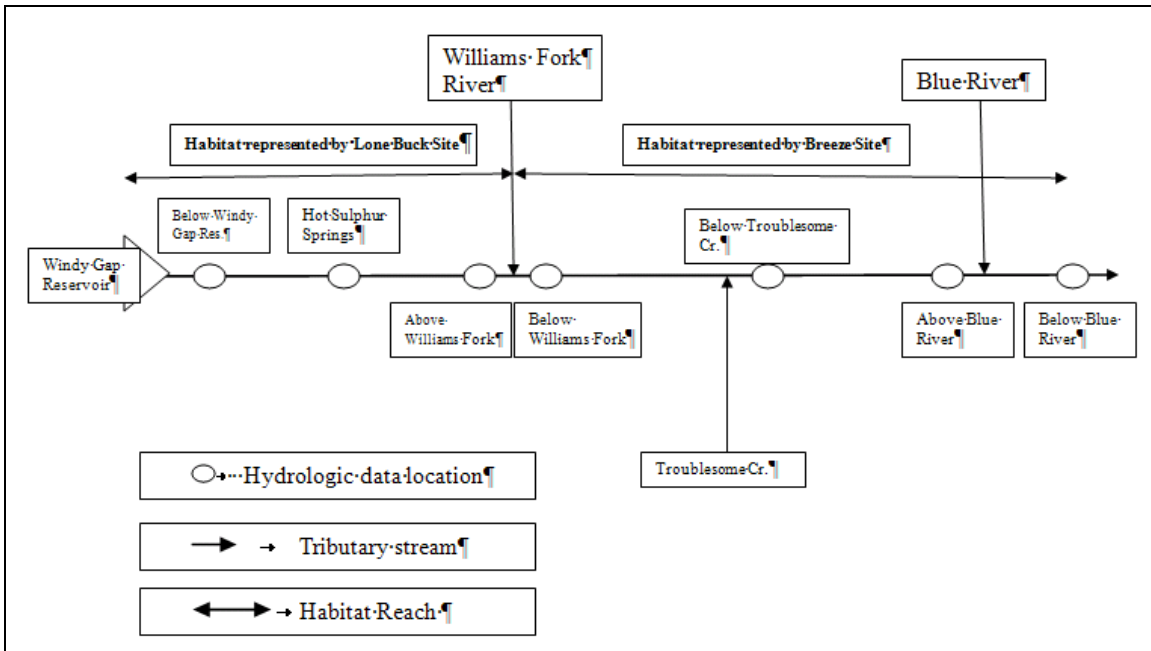 Williams Fork¶
River¶
Blue River¶
Habitat represented by Lone Buck Site¶
Habitat represented by Breeze Site¶
Below Windy-
Gap Res.¶
Hot Sulphur
Springs¶
Below Troublesome
Cr.¶
Windy Gap
Reservoir¶
Above
Williams Fork¶
Below
Williams Fork¶
Above Blue
River¶
Below Blue
River¶
Troublesome Cr.¶
Hydrologic data location¶
Tributary stream¶
Habitat Reach ¶